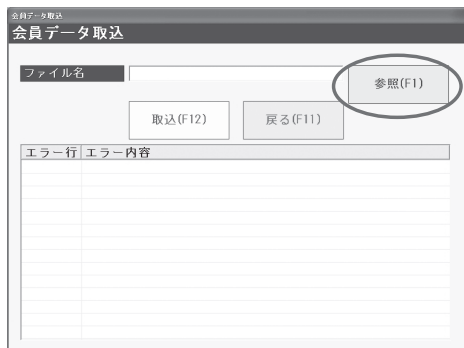 会員データ取込
会員データ取込
ファイル名
参照(F1)
取込(F12) 戻る(F11)
エラー行 エラー内容